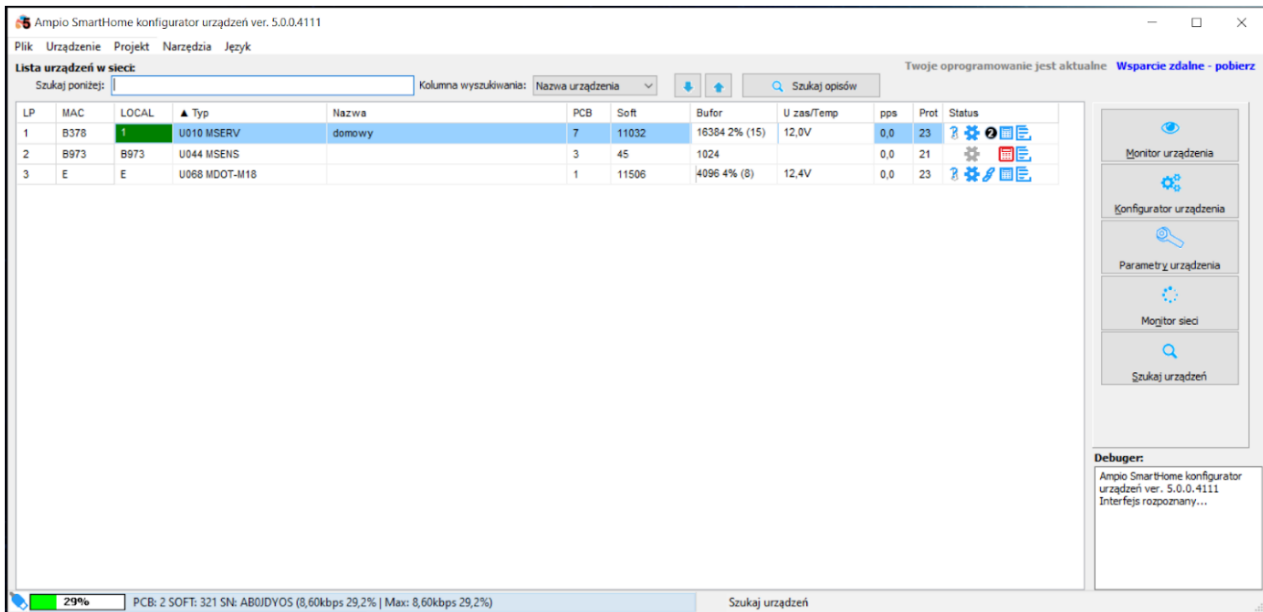 Ampio SmartHome konfigurator urządzeń ver. 5.0.0.4111
Plik Urządzenie Projekt Narzędzia Język
Lista urządzeń w sieci:
Twoje oprogramowanie jest aktualne Wsparcie zdalne - pobierz
Szukaj poniżej: Kolumna wyszukiwania: Nazwa urządzenia Szukaj opisów
LP MAC LOCAL ▲ Typ Nazwa PCB Soft Bufor U zas/Temp pps Prot Status
1 B378 1 U010 MSERV domowy 7 11032 16384 2% (15) 12,0V 0,0 23 2
2 B973 B973 U044 MSENS 3 45 1024 0,0 21
3 E E U068 MDOT-M18 1 11506 4096 4% (8) 12,4V 0,0 23
Monitor urządzenia
Konfigurator urządzenia
Parametry urządzenia
Monitor sieci
Szukaj urządzeń
Debuger:
Ampio SmartHome konfigurator
urządzeń ver. 5.0.0.4111
Interfejs rozpoznany...
29% PCB: 2 SOFT: 321 SN: AB0JDYOS (8,60kbps 29,2% | Max: 8,60kbps 29,2%) Szukaj urządzeń